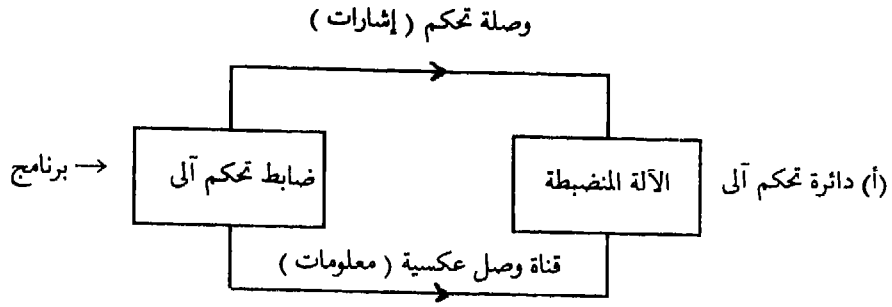 وصلة تحكم ( إشارات )
(أ) دائرة تحكم آلى
الآلة المنضبطة
ضابط تحكم آلى
برنامج
قناة وصل عكسية ( معلومات )